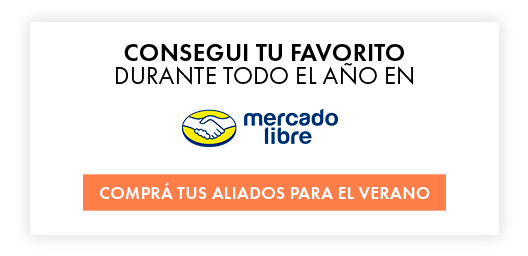 CONSEGUI TU FAVORITO
DURANTE TODO EL AÑO EN
mercado
libre
COMPRÁ TUS ALIADOS PARA EL VERANO